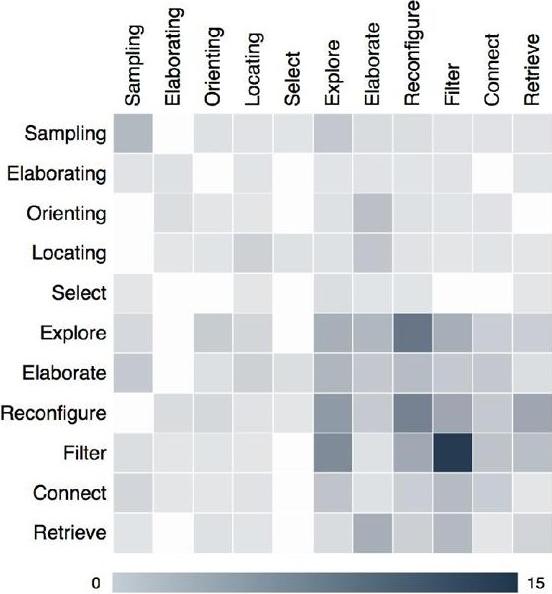 Sampling
Elaborating
Orienting
Locating
Select
Explore
Elaborate
Reconfigure
Filter
Connect
Retrieve
Sampling
Elaborating
Orienting
Locating
Select
Explore
Elaborate
Reconfigure
Filter
Connect
Retrieve
0 15